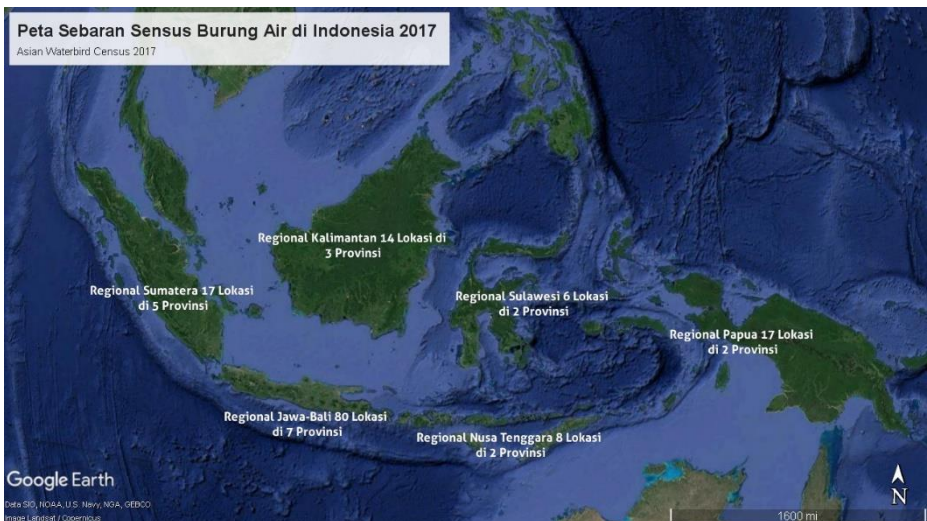 Peta Sebaran Sensus Burung Air di Indonesia 2017
Asian Waterbird Census 2017
Regional Kalimantan 14 Lokasi di
3 Provinsi
Regional Sumatera 17 Lokasi
di 5 Provinsi
Regional Sulawesi 6 Lokasi
di 2 Provinsi
Regional Papua 17 Lokasi
di 2 Provinsi
Regional Jawa-Bali 80 Lokasi
di 7 Provinsi
Regional Nusa Tenggara 8 Lokasi
di 2 Provinsi
Google Earth
Data SIO, NOAA, U.S. Navy, NGA, GEBCO
Image Landsat / Copernicus
N
1600 mi